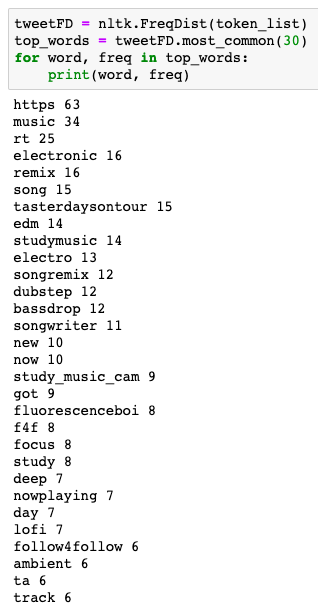 tweetFD = nltk.FreqDist(token_list)
top_words = tweetFD.most_common(30)
for word, freq in top_words:
    print(word, freq)
https 63
music 34
rt 25
electronic 16
remix 16
song 15
tasterdaysontour 15
edm 14
studymusic 14
electro 13
songremix 12
dubstep 12
bassdrop 12
songwriter 11
new 10
now 10
study_music_cam 9
got 9
fluorescenceboi 8
f4f 8
focus 8
study 8
deep 7
nowplaying 7
day 7
lofi 7
follow4follow 6
ambient 6
ta 6
track 6